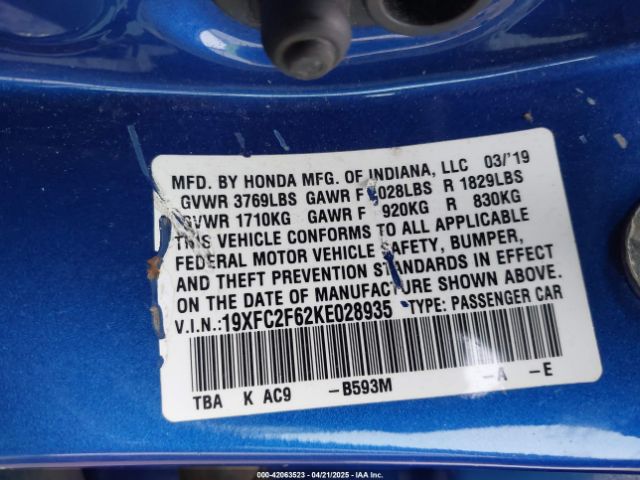 MFD. BY HONDA MFG. OF INDIANA, LLC 03/'19
GVWR 3769LBS GAWR F 028LBS R 1829LBS
GVWR 1710KG GAWR F 920KG R 830KG
THIS VEHICLE CONFORMS TO ALL APPLICABLE
FEDERAL MOTOR VEHICLE SAFETY, BUMPER,
AND THEFT PREVENTION STANDARDS IN EFFECT
ON THE DATE OF MANUFACTURE SHOWN ABOVE.
V.I.N.:19XFC2F62KE028935 TYPE: PASSENGER CAR
TBA K AC9 -B593M -A -E
000-42063523 - 04/21/2025 - IAA Inc.